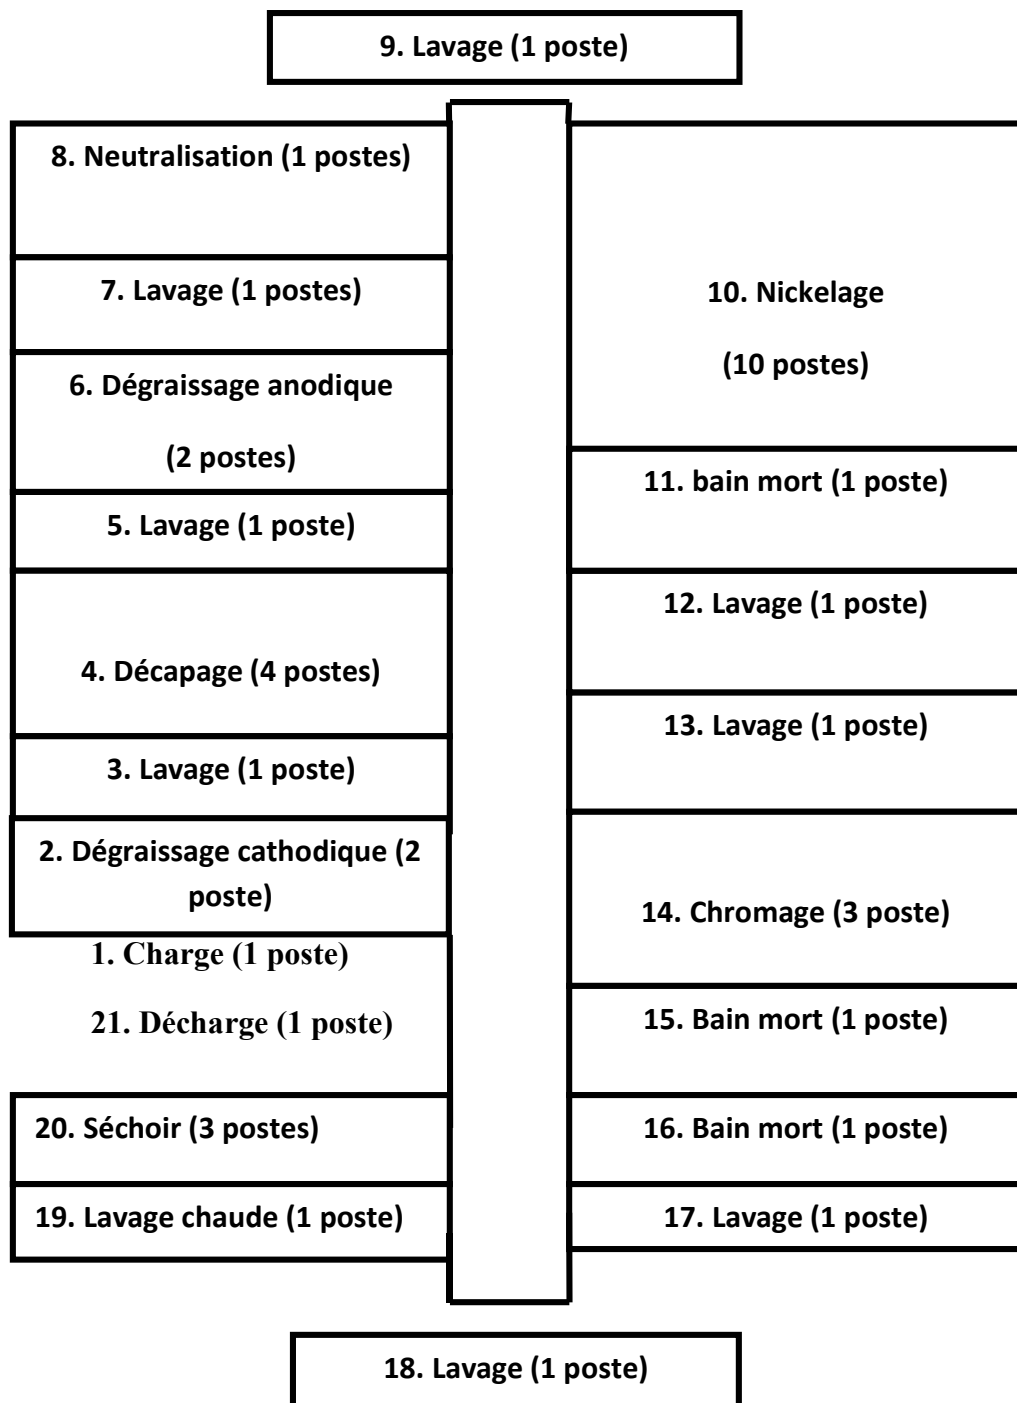 9. Lavage (1 poste)
8. Neutralisation (1 postes)
7. Lavage (1 postes)
6. Dégraissage anodique
(2 postes)
5. Lavage (1 poste)
4. Décapage (4 postes)
3. Lavage (1 poste)
2. Dégraissage cathodique (2
poste)
1. Charge (1 poste)
21. Décharge (1 poste)
20. Séchoir (3 postes)
19. Lavage chaude (1 poste)
10. Nickelage
(10 postes)
11. bain mort (1 poste)
12. Lavage (1 poste)
13. Lavage (1 poste)
14. Chromage (3 poste)
15. Bain mort (1 poste)
16. Bain mort (1 poste)
17. Lavage (1 poste)
18. Lavage (1 poste)